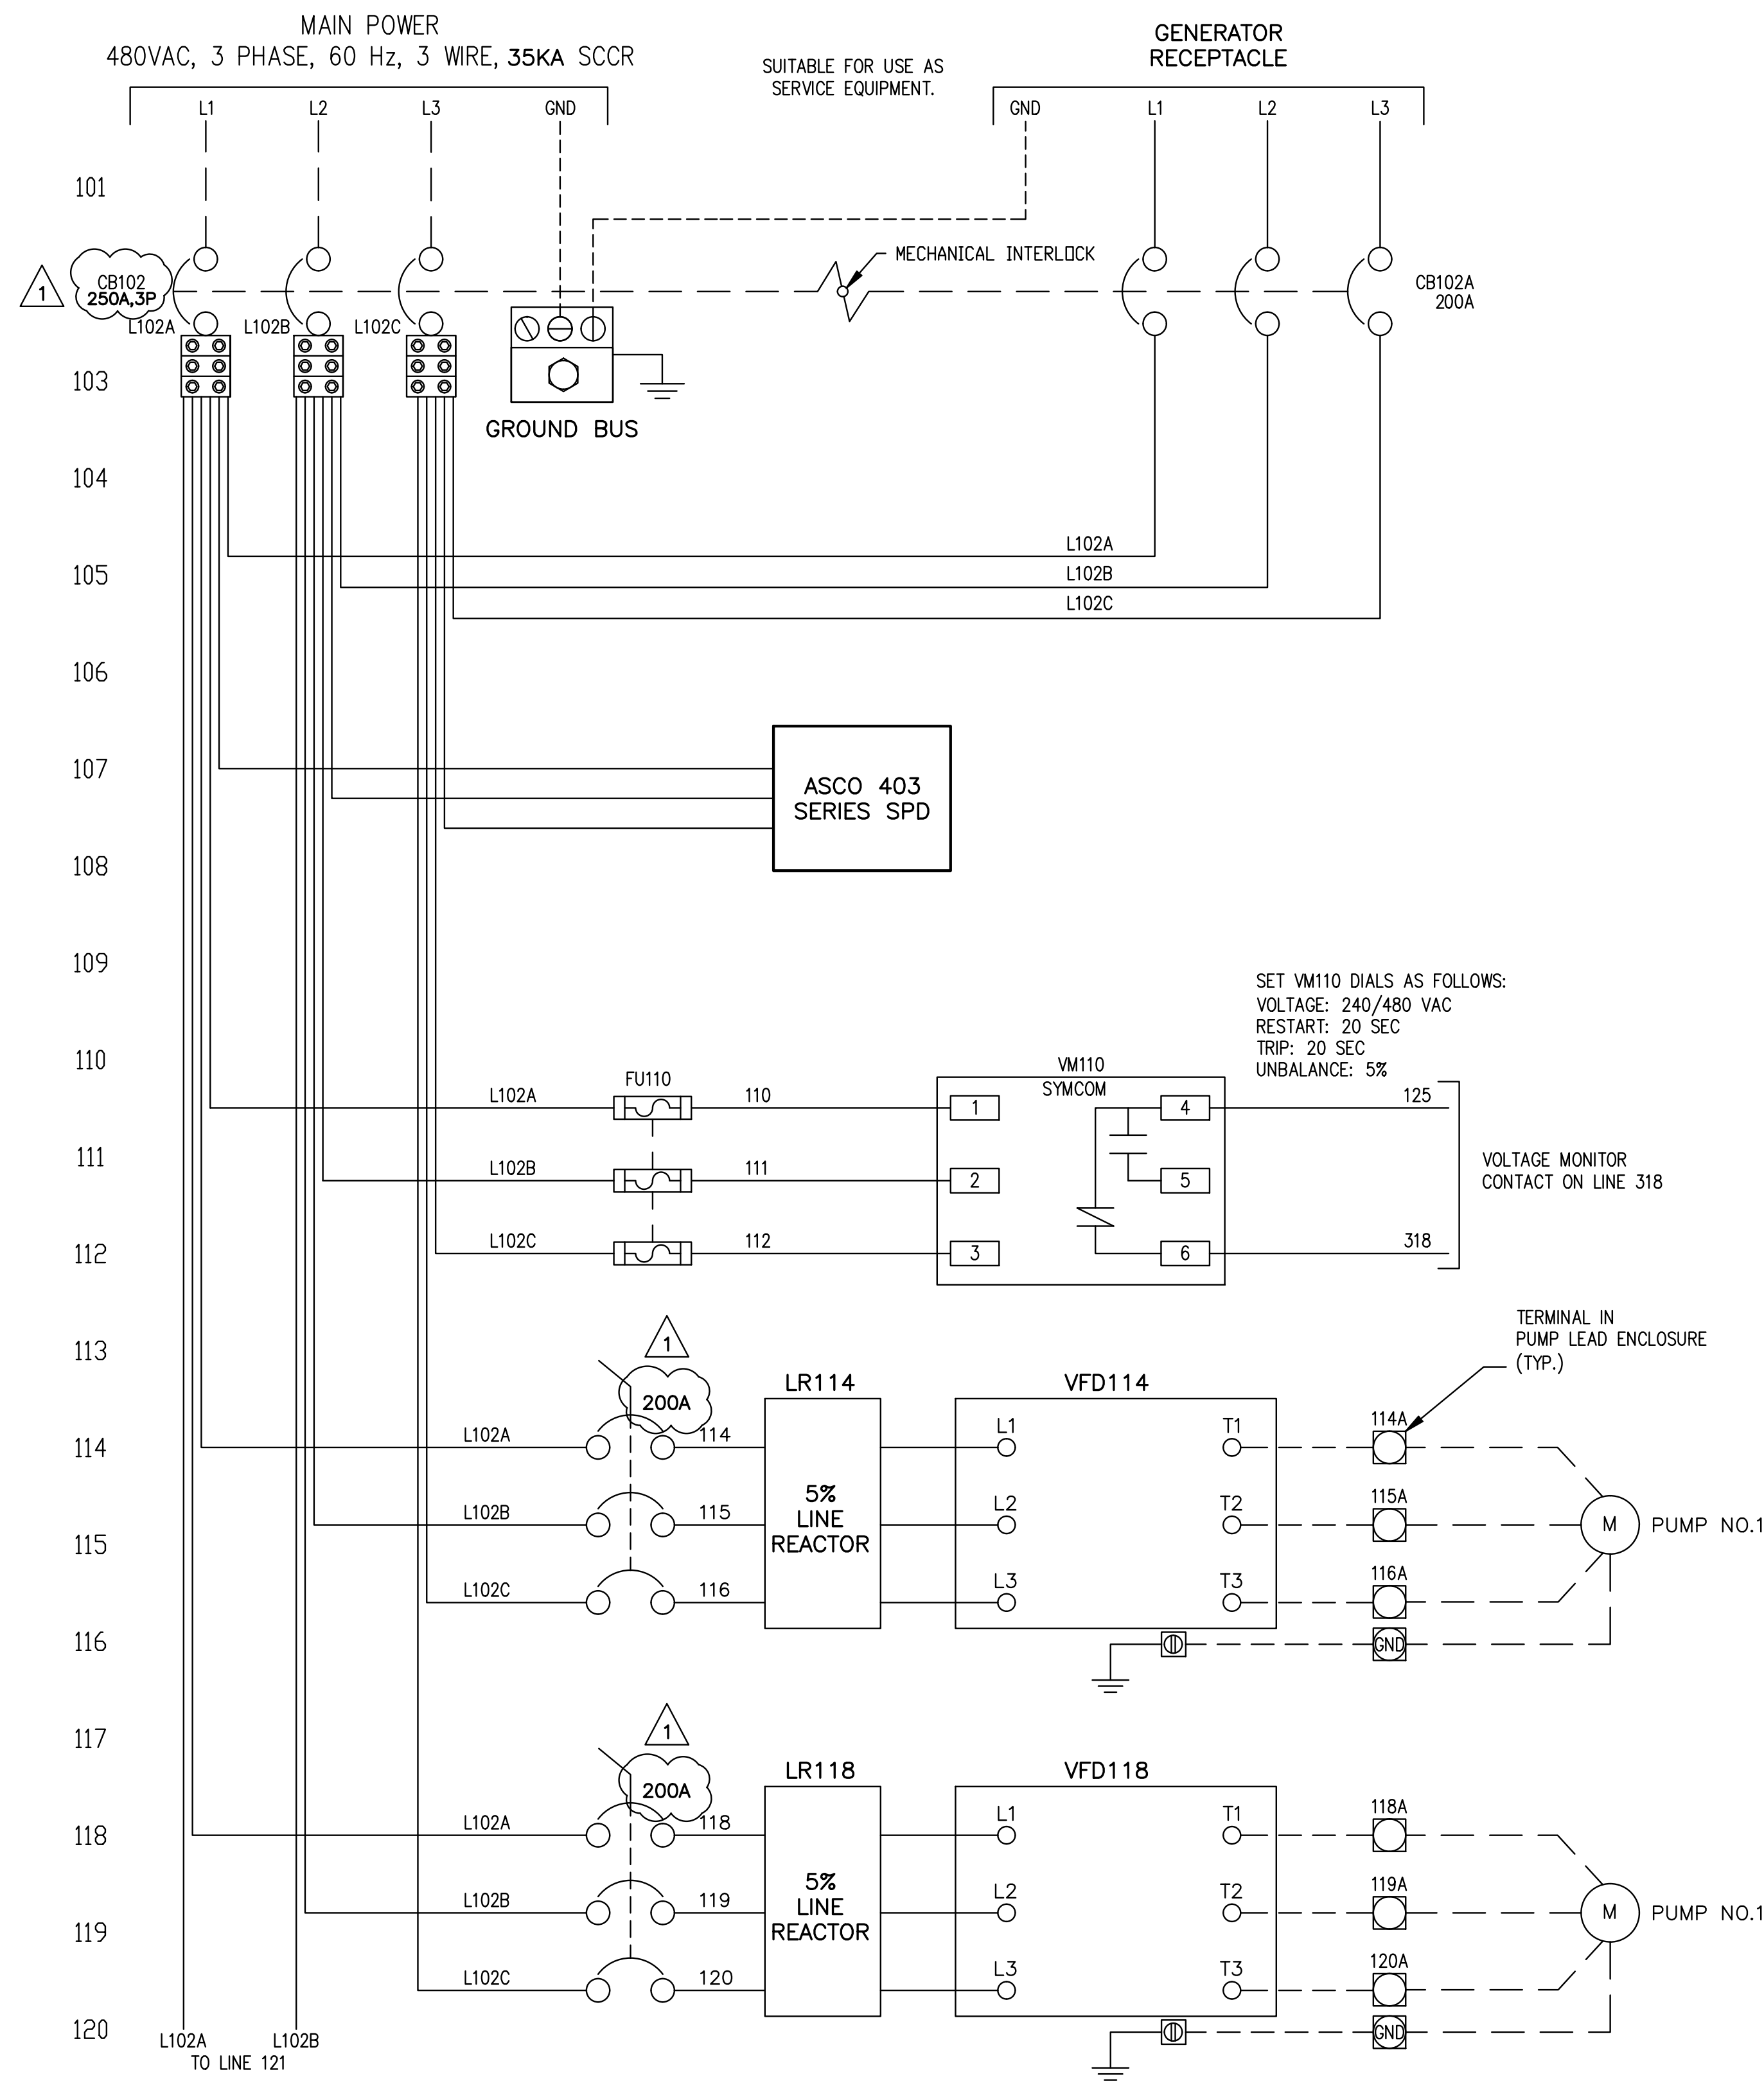 MAIN POWER
480VAC, 3 PHASE, 60 Hz, 3 WIRE, 35KA SCCR
SUITABLE FOR USE AS
SERVICE EQUIPMENT.
GENERATOR
RECEPTACLE
L1 L2 L3 GND
GND L1 L2 L3
101
1
CB102
250A,3P
MECHANICAL INTERLOCK
CB102A
200A
L102A L102B L102C
103
GROUND BUS
104
L102A
105
L102B
L102C
106
107
ASCO 403
SERIES SPD
108
109
SET VM110 DIALS AS FOLLOWS:
VOLTAGE: 240/480 VAC
RESTART: 20 SEC
TRIP: 20 SEC
UNBALANCE: 5%
110
FU110
VM110
SYMCOM
L102A 110 1 4 125
111
L102B 111 2 5
VOLTAGE MONITOR
CONTACT ON LINE 318
112
L102C 112 3 6 318
113
1
TERMINAL IN
PUMP LEAD ENCLOSURE
(TYP.)
200A
LR114
VFD114
114
L102A 114 L1 T1 114A
5%
LINE
REACTOR
L102B 115 L2 T2 115A
M PUMP NO.1
115
L102C 116 L3 T3 116A
116
GND
117
1
200A
LR118
VFD118
118
L102A 118 L1 T1 118A
5%
LINE
REACTOR
L102B 119 L2 T2 119A
M PUMP NO.1
119
L102C 120 L3 T3 120A
120
GND
L102A L102B
TO LINE 121